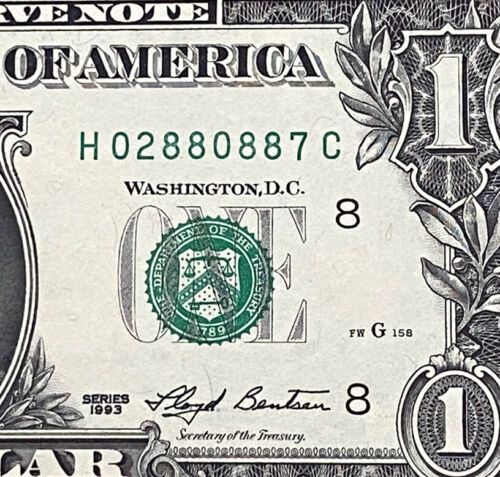 RVE NOTE
OF AMERICA
1
H 02880887 C
WASHINGTON, D.C.
8
ONE
THE DEPARTMENT OF THE TREASURY
1789
FW G 158
SERIES
1993
Lloyd Bentsen
8
Secretary of the Treasury.
1
LAR